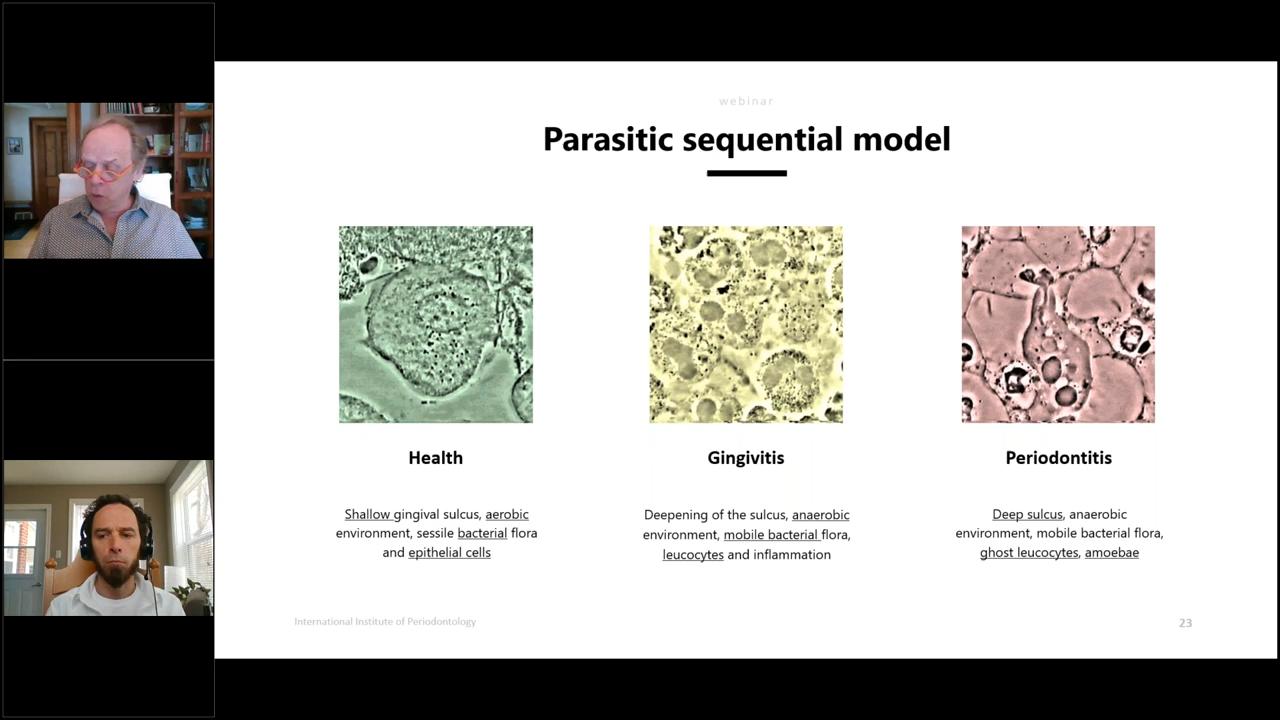 webinar
Parasitic sequential model
Health
Shallow gingival sulcus, aerobic
environment, sessile bacterial flora
and epithelial cells
Gingivitis
Deepening of the sulcus, anaerobic
environment, mobile bacterial flora,
leucocytes and inflammation
Periodontitis
Deep sulcus, anaerobic
environment, mobile bacterial flora,
ghost leucocytes, amoebae
International Institute of Periodontology
23